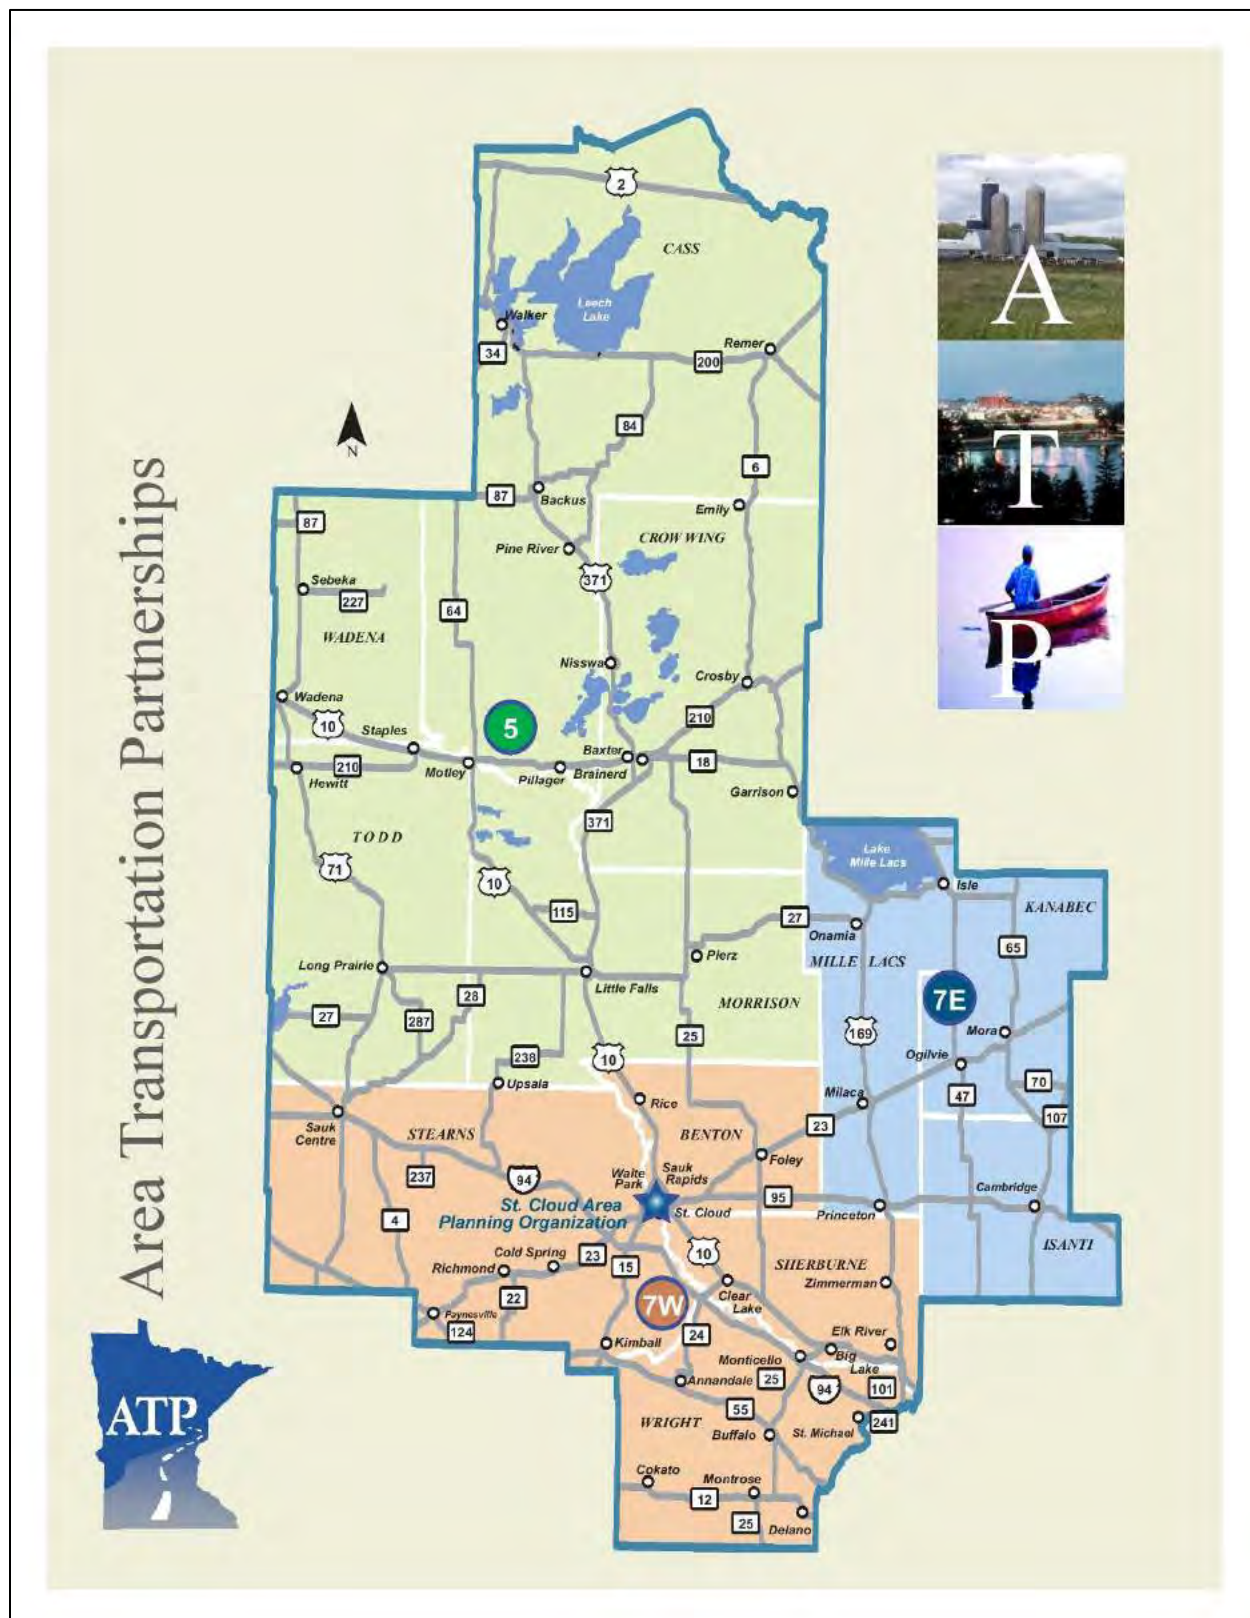 Area Transportation Partnerships
2
CASS
A
Leech
Lake
Walker
34
Remer
200
N
84
T
6
87
Backus
Emily
87
Pine River
CROW WING
371
Sebeka
227
64
P
WADENA
Nisswa
Crosby
Wadena
10
Staples
5
210
Baxter
210
Hewitt
Motley
Pillager
Brainerd
18
Garrison
371
TODD
Lake
Mille Lacs
71
10
Isle
115
27
KANABEC
Onamia
65
Long Prairie
Pierz
MILLE LACS
28
Little Falls
MORRISON
7E
27
287
Mora
25
169
238
10
Ogilvie
Upsala
70
Milaca
47
Rice
107
Sauk
Centre
STEARNS
BENTON
23
237
Foley
Waite
Park
Sauk
Rapids
94
St. Cloud Area
Planning Organization
St. Cloud
95
Cambridge
4
Princeton
ISANTI
Cold Spring
23
15
10
SHERBURNE
Richmond
Zimmerman
22
7W
Clear
Lake
Paynesville
124
24
Elk River
Kimball
Monticello
Big
Lake
ATP
Annandale
25
94
101
55
WRIGHT
241
Buffalo
St. Michael
Cokato
Montrose
12
25
Delano